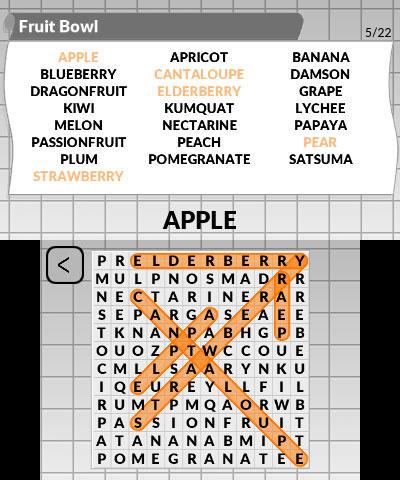 Fruit Bowl
5/22
APPLE APRICOT BANANA
BLUEBERRY CANTALOUPE DAMSON
DRAGONFRUIT ELDERBERRY GRAPE
KIWI KUMQUAT LYCHEE
MELON NECTARINE PAPAYA
PASSIONFRUIT PEACH PEAR
PLUM POMEGRANATE SATSUMA
STRAWBERRY
APPLE
<
P R E L D E R B E R R Y
M U L P N O S M A D R R
N E C T A R I N E R A R
S E P A R G A S E A E E
T K N A N P A B H G P B
O U O Z P T W C C O U E
C M L L S A A R Y N K U
I Q E U R E Y L L F I L
R U M T P M Q A O R W B
P A S S I O N F R U I T
A T A N A N A B M I P T
P O M E G R A N A T E E